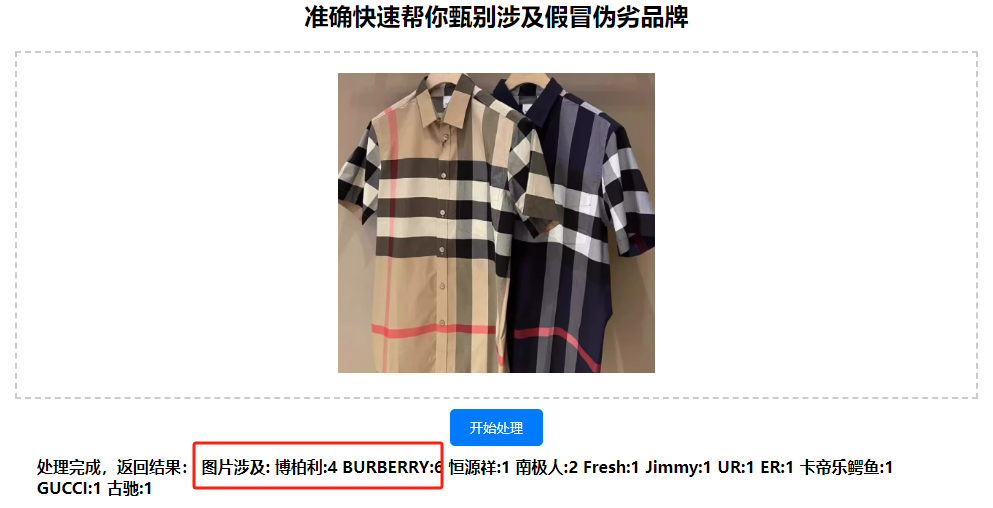 准确快速帮你甄别涉及假冒伪劣品牌
开始处理
处理完成，返回结果： 图片涉及: 博柏利:4 BURBERRY:6 恒源祥:1 南极人:2 Fresh:1 Jimmy:1 UR:1 ER:1 卡帝乐鳄鱼:1
GUCCI:1 古驰:1